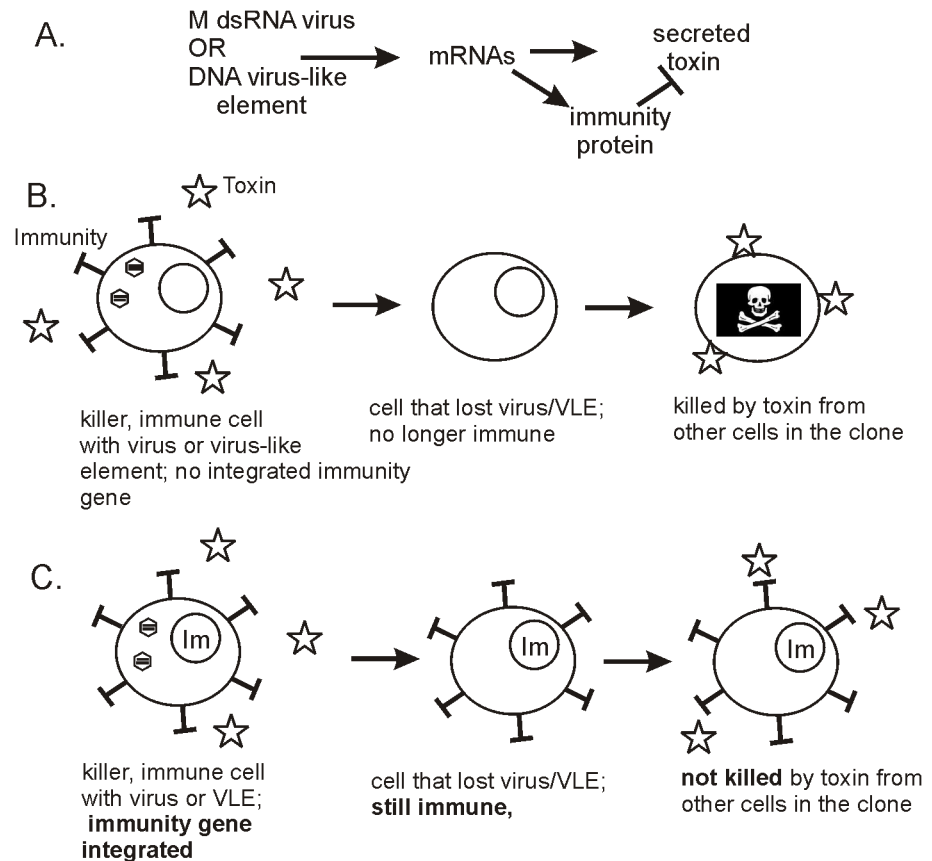 A.
M dsRNA virus
OR
DNA virus-like
element
mRNAs
secreted
toxin
immunity
protein
B.
Toxin
Immunity
killer, immune cell
with virus or virus-like
element; no integrated immunity
gene
cell that lost virus/VLE;
no longer immune
killed by toxin from
other cells in the clone
C.
Im
Im
Im
killer, immune cell
with virus or VLE;
immunity gene
integrated
cell that lost virus/VLE;
still immune,
not killed by toxin from
other cells in the clone